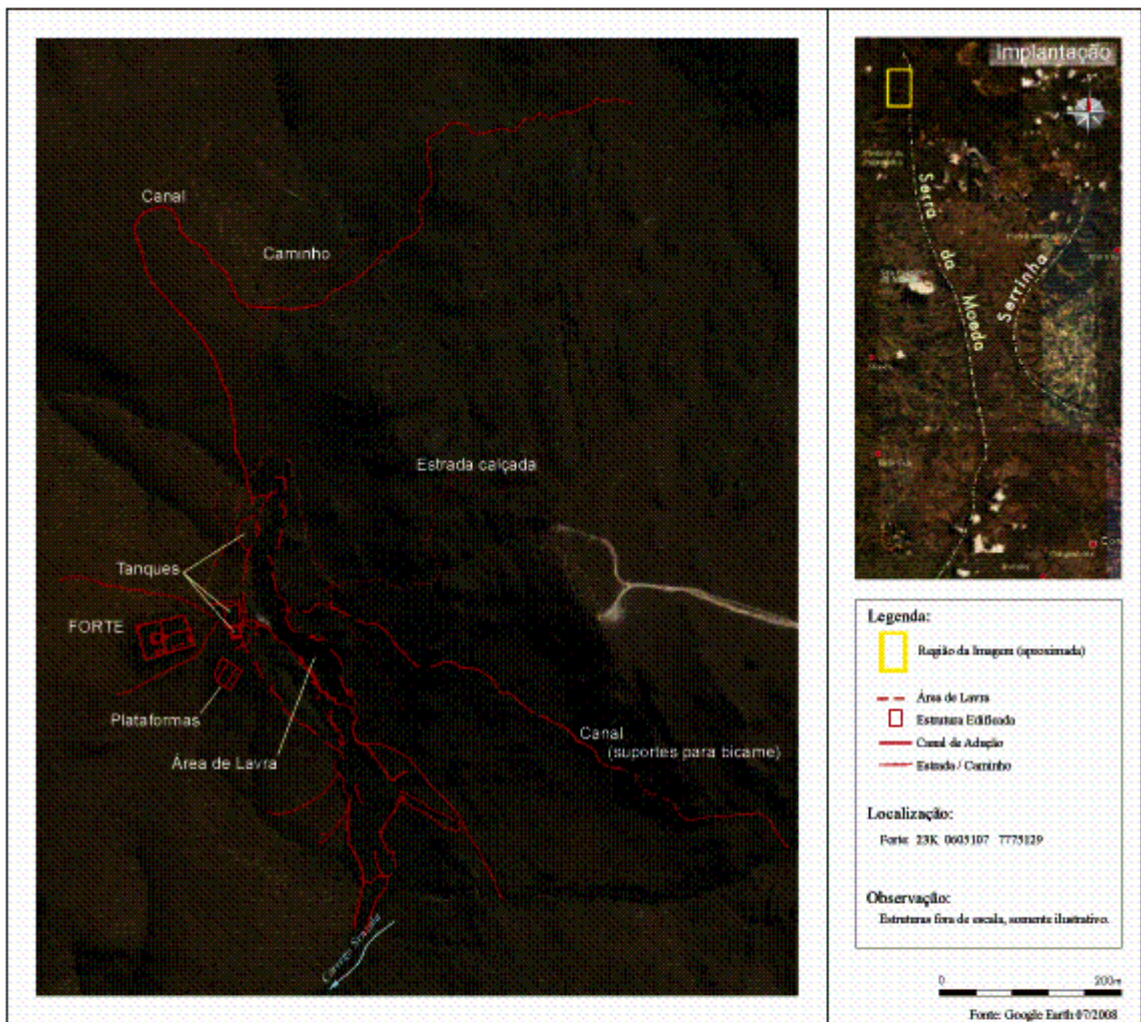 Canal
Caminho
Estrada calçada
Tanques
FORTE
Plataformas
Área de Lavra
Canal
(suportes para bicame)
Implantação
Serra
da
Moeda
Serrinha
Legenda:
Região da Imagem (aproximada)
Área de Lavra
Estrutura Edificada
Canal de Adução
Estrada / Caminho
Localização:
Forte: 23K 0605107 7775129
Observação:
Estruturas fora de escala, somente ilustrativo.
0 200m
Fonte: Google Earth 07/2008